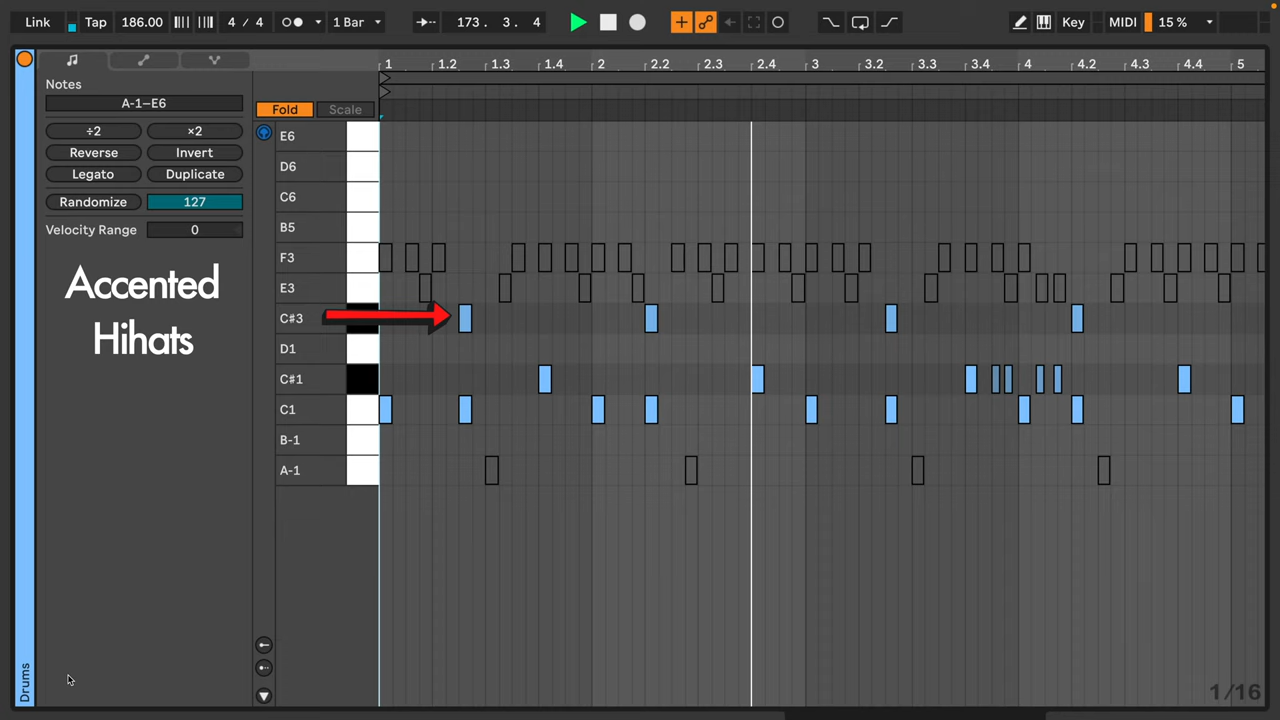 Link Tap 186.00 4 / 4 1 Bar 173. 3. 4 Key MIDI 15 %
1 1.2 1.3 1.4 2 2.2 2.3 2.4 3 3.2 3.3 3.4 4 4.2 4.3 4.4 5
Notes
A-1–E6
÷2 ×2
Reverse Invert
Legato Duplicate
Randomize 127
Velocity Range 0
Fold Scale
Accented
Hihats
E6
D6
C6
B5
F3
E3
C#3
D1
C#1
C1
B-1
A-1
Drums
1/16